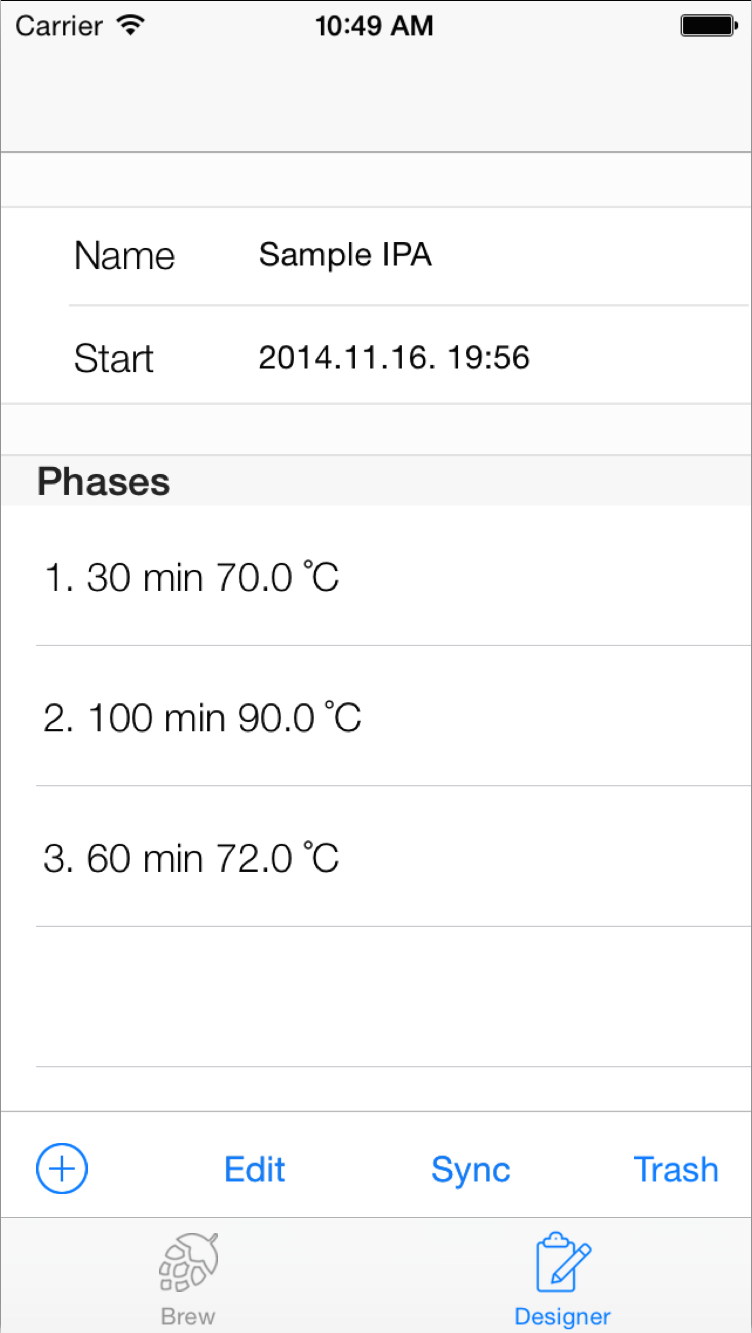 Carrier 10:49 AM
Name Sample IPA
Start 2014.11.16. 19:56
Phases
1. 30 min 70.0 °C
2. 100 min 90.0 °C
3. 60 min 72.0 °C
Edit Sync Trash
Brew Designer